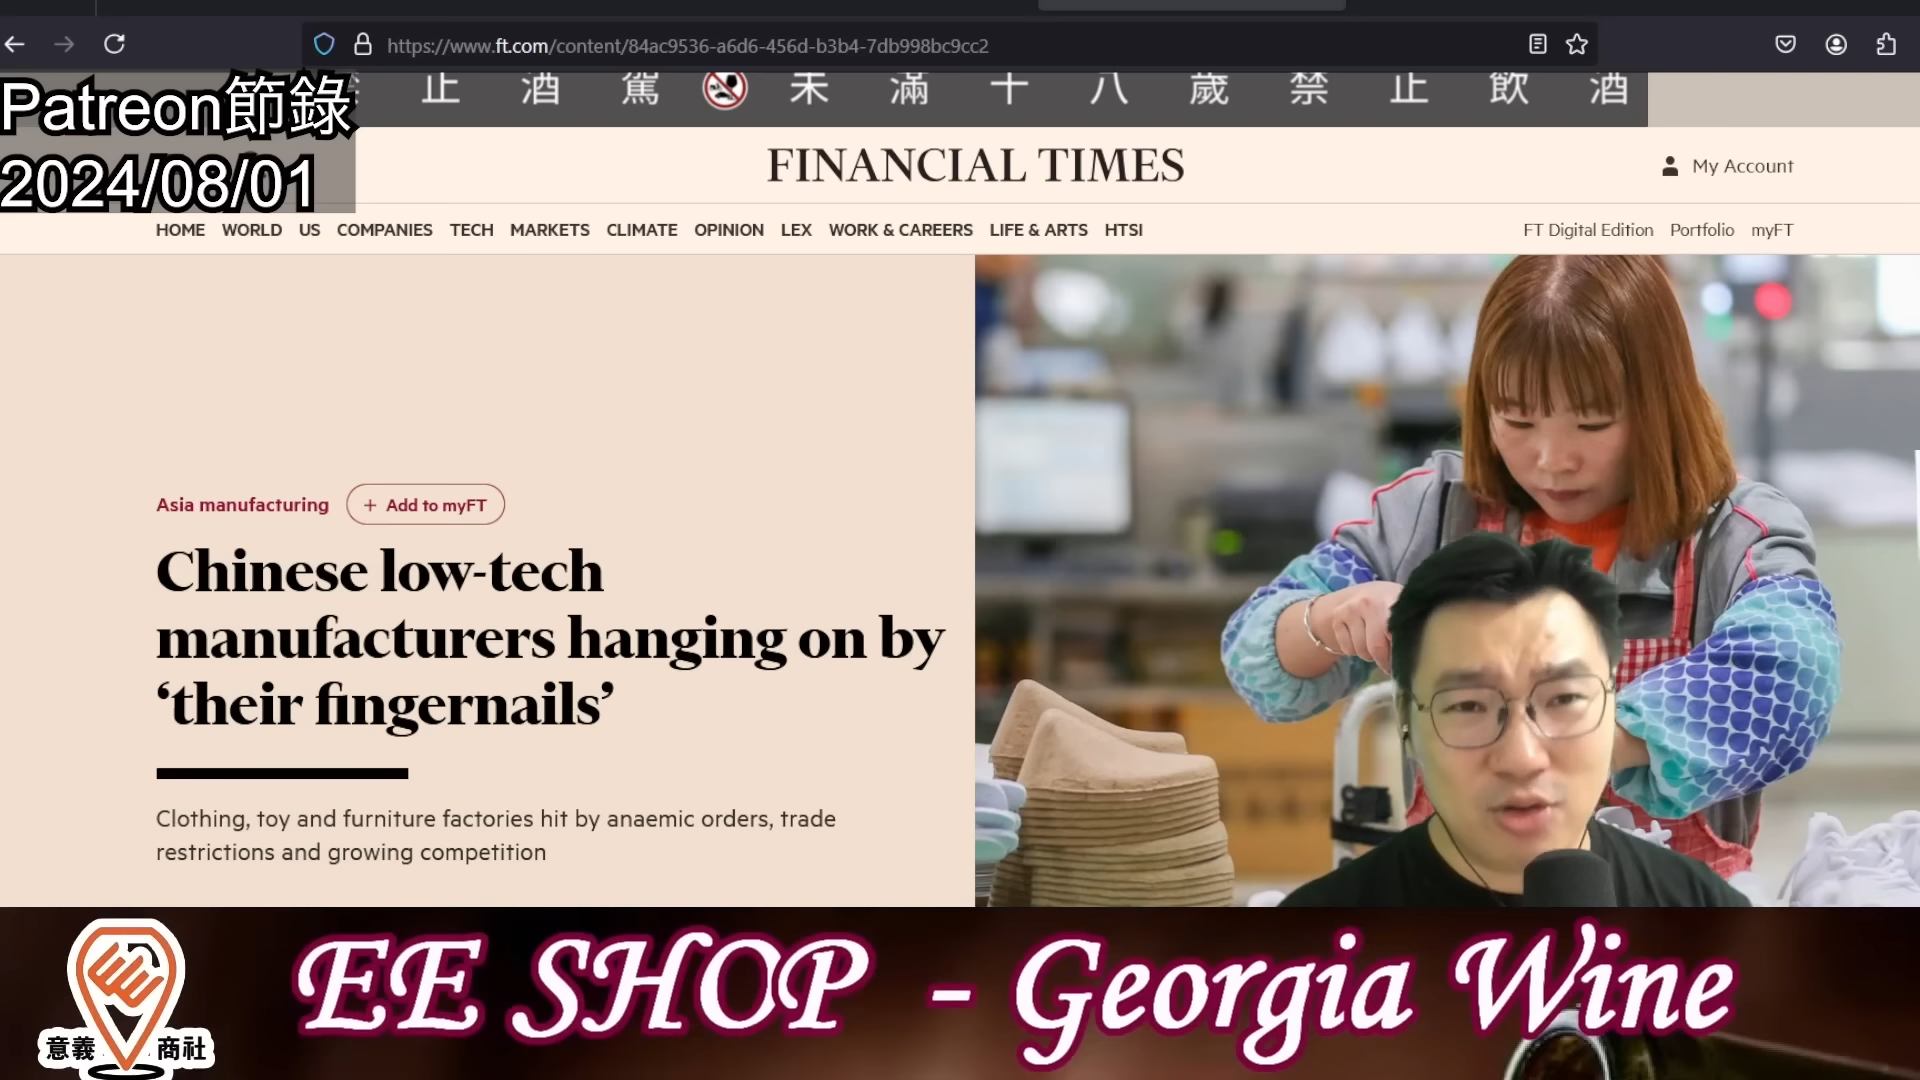 https://www.ft.com/content/84ac9536-a6d6-456d-b3b4-7db998bc9cc2
禁止酒駕 未滿十八歲禁止飲酒
Patreon節錄
2024/08/01
FINANCIAL TIMES
My Account
HOME WORLD US COMPANIES TECH MARKETS CLIMATE OPINION LEX WORK & CAREERS LIFE & ARTS HTSI
FT Digital Edition Portfolio myFT
Asia manufacturing
+ Add to myFT
Chinese low-tech
manufacturers hanging on by
‘their fingernails’
Clothing, toy and furniture factories hit by anaemic orders, trade
restrictions and growing competition
EE SHOP - Georgia Wine
意義 商社